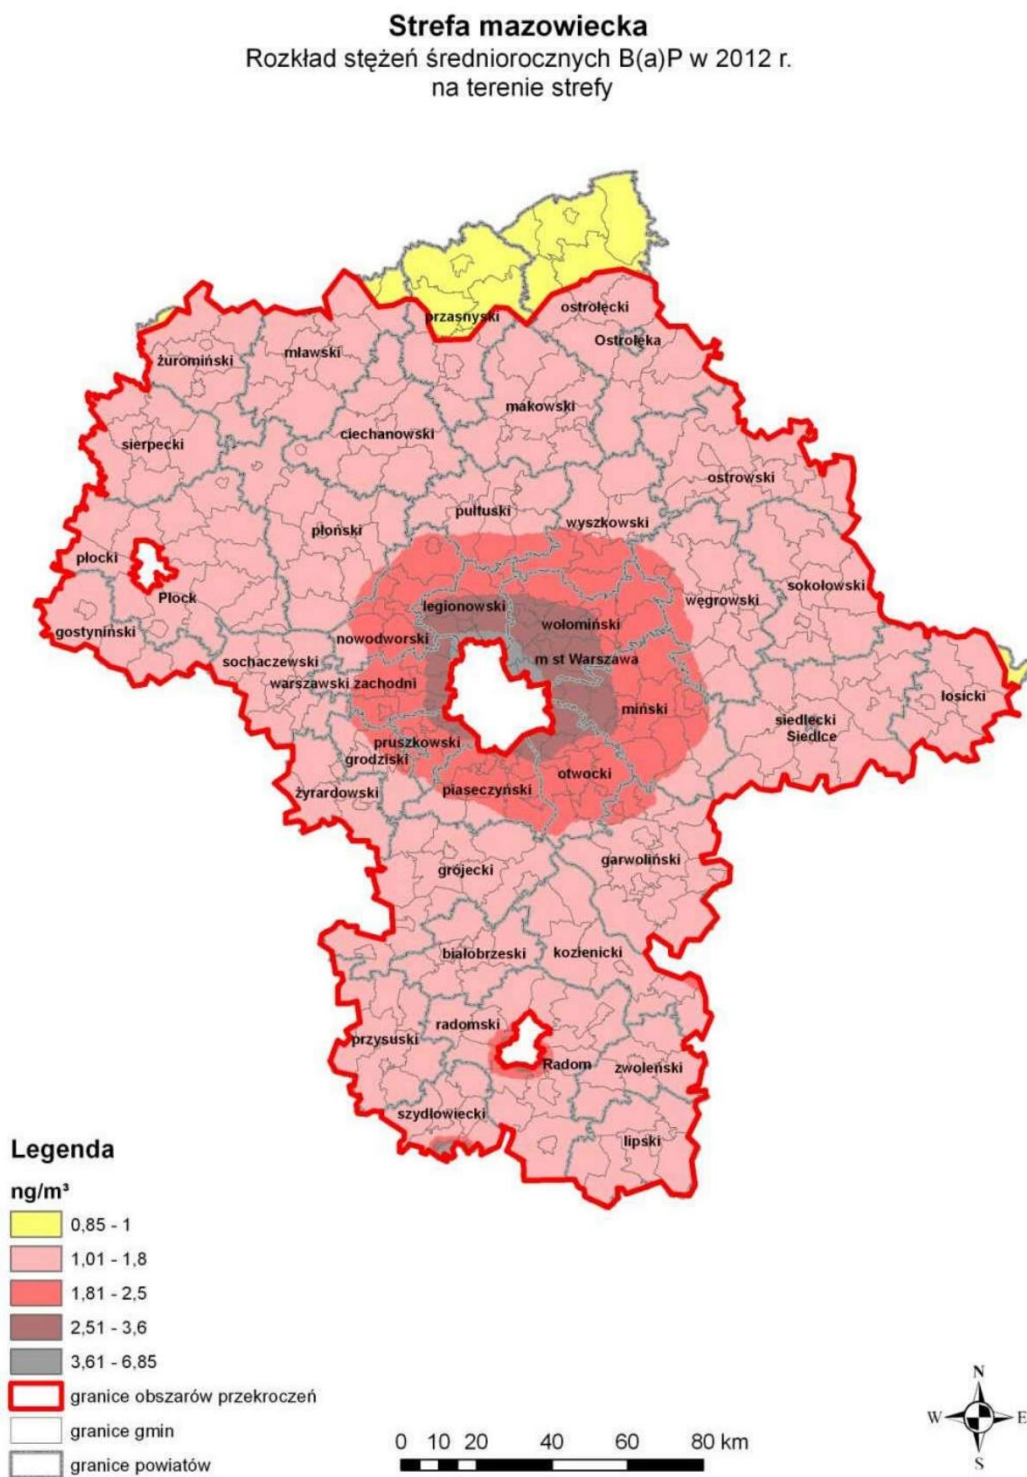 Strefa mazowiecka
Rozkład stężeń średniorocznych B(a)P w 2012 r.
na terenie strefy
przasnyski
ostrołęcki
Ostrołęka
żuromiński
mławski
makowski
ciechanowski
sierpecki
ostrowski
pułtuski
wyszkowski
płoński
płocki
Płock
sokołowski
węgrowski
legionowski
wołomiński
gostyniński
nowodworski
sochaczewski
m st Warszawa
warszawski zachodni
miński
łosicki
siedlecki
Siedlce
pruszkowski
grodziski
otwocki
piaseczyński
żyrardowski
garwoliński
grójecki
białobrzeski
kozienicki
radomski
przysuski
Radom
zwoleński
szydłowiecki
lipski
Legenda
ng/m³
0,85 - 1
1,01 - 1,8
1,81 - 2,5
2,51 - 3,6
3,61 - 6,85
granice obszarów przekroczeń
granice gmin
granice powiatów
0 10 20 40 60 80 km
N
W E
S